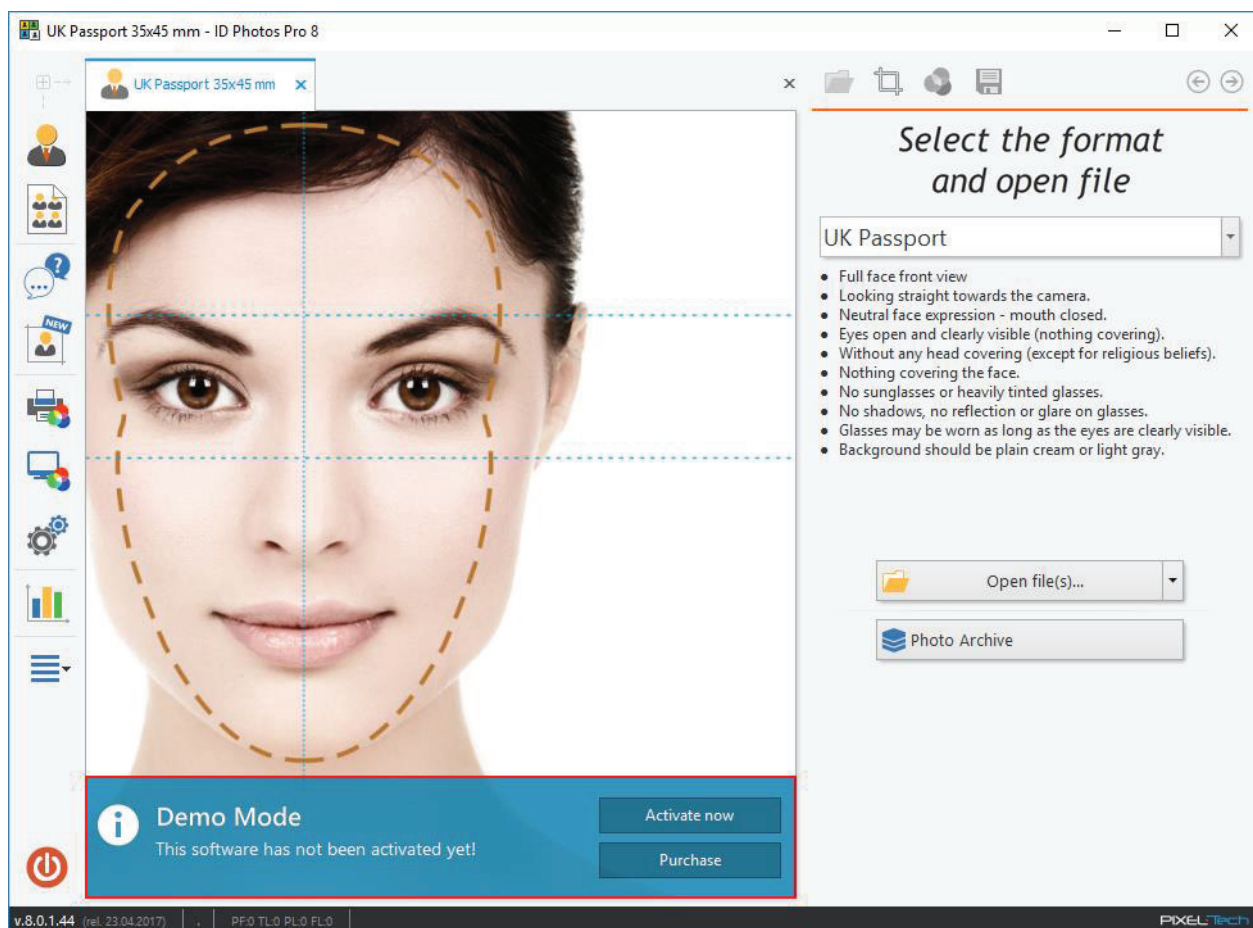 UK Passport 35x45 mm - ID Photos Pro 8
UK Passport 35x45 mm
NEW
Select the format
and open file
UK Passport
● Full face front view
● Looking straight towards the camera.
● Neutral face expression - mouth closed.
● Eyes open and clearly visible (nothing covering).
● Without any head covering (except for religious beliefs).
● Nothing covering the face.
● No sunglasses or heavily tinted glasses.
● No shadows, no reflection or glare on glasses.
● Glasses may be worn as long as the eyes are clearly visible.
● Background should be plain cream or light gray.
Open file(s)...
Photo Archive
Demo Mode
This software has not been activated yet!
Activate now
Purchase
v.8.0.1.44 (rel. 23.04.2017) . PF:0 TL:0 PL:0 FL:0
PIXEL-Tech